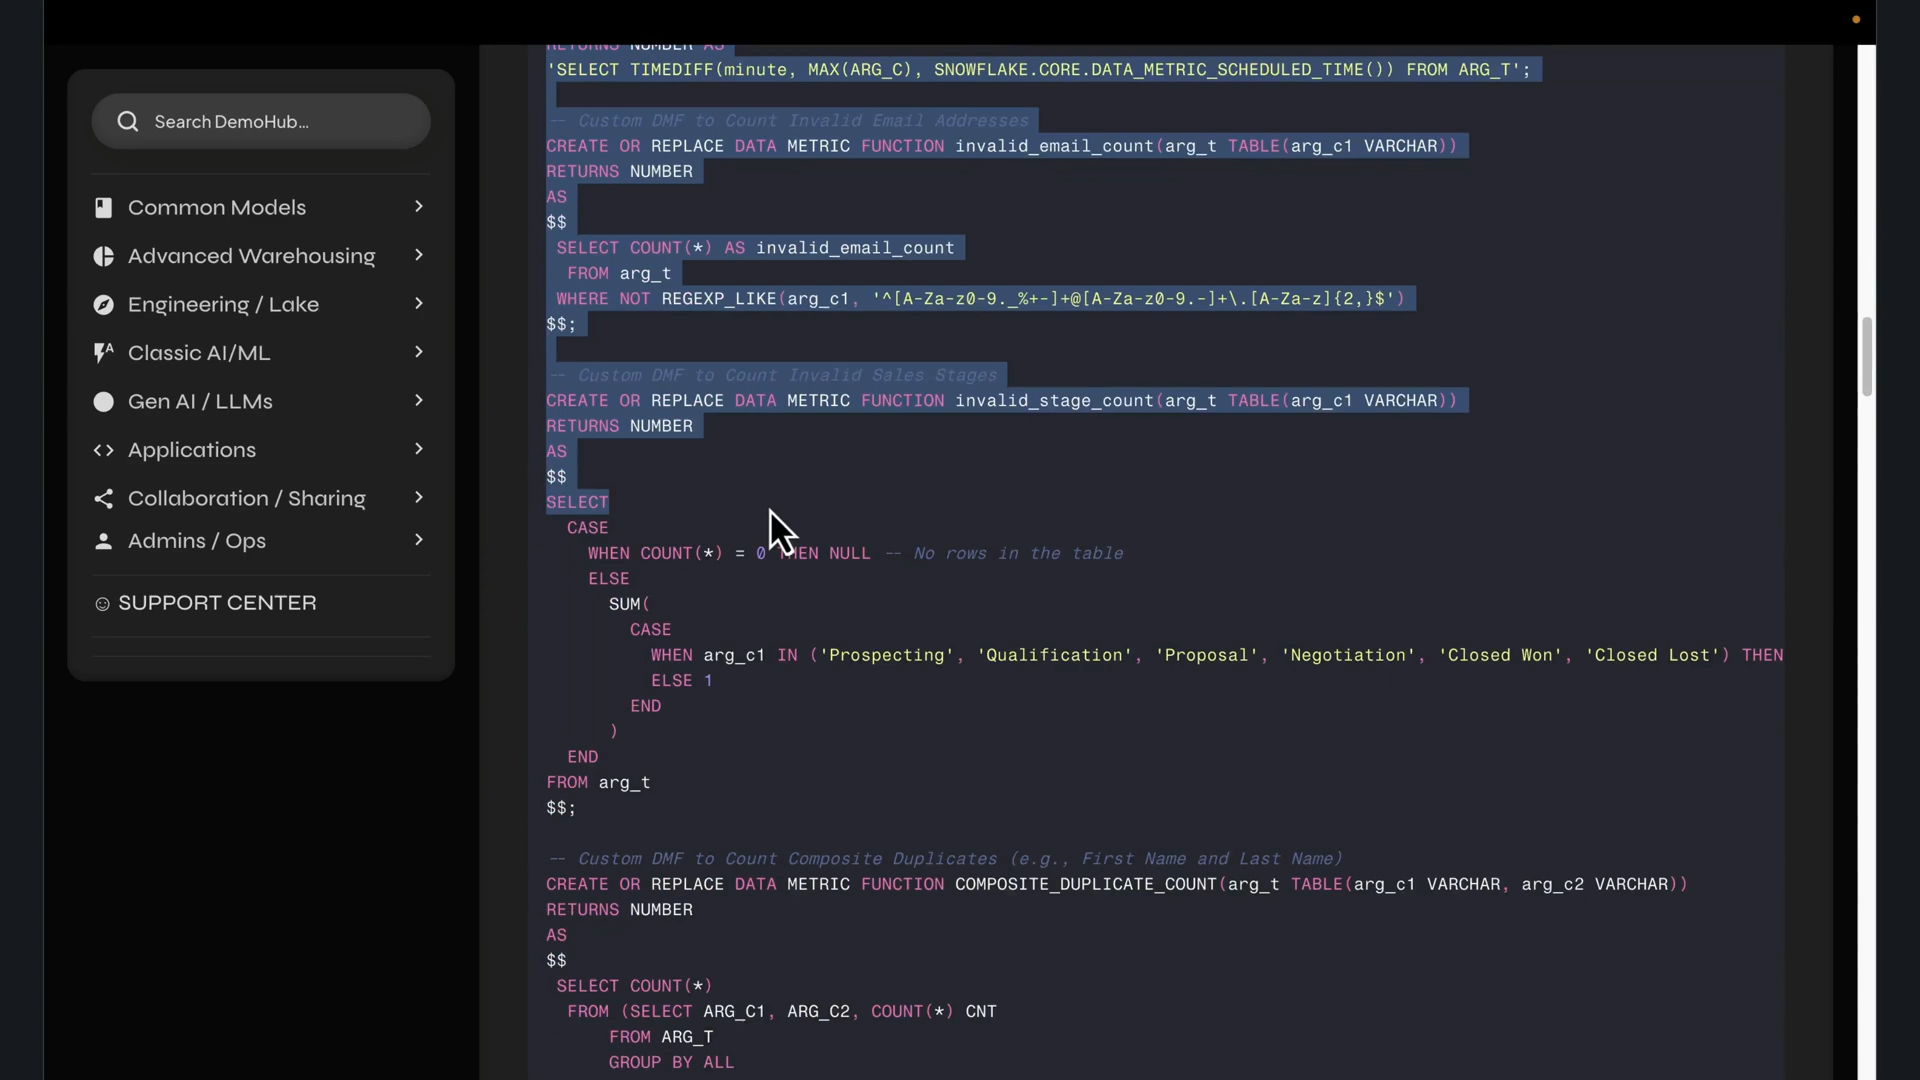 Search DemoHub...
Common Models
Advanced Warehousing
Engineering / Lake
Classic AI/ML
Gen AI / LLMs
Applications
Collaboration / Sharing
Admins / Ops
SUPPORT CENTER
RETURNS NUMBER AS
'SELECT TIMEDIFF(minute, MAX(ARG_C), SNOWFLAKE.CORE.DATA_METRIC_SCHEDULED_TIME()) FROM ARG_T';
-- Custom DMF to Count Invalid Email Addresses
CREATE OR REPLACE DATA METRIC FUNCTION invalid_email_count(arg_t TABLE(arg_c1 VARCHAR))
RETURNS NUMBER
AS
$$
SELECT COUNT(*) AS invalid_email_count
FROM arg_t
WHERE NOT REGEXP_LIKE(arg_c1, '^[A-Za-z0-9._%+-]+@[A-Za-z0-9.-]+\.[A-Za-z]{2,}$')
$$;
-- Custom DMF to Count Invalid Sales Stages
CREATE OR REPLACE DATA METRIC FUNCTION invalid_stage_count(arg_t TABLE(arg_c1 VARCHAR))
RETURNS NUMBER
AS
$$
SELECT
CASE
WHEN COUNT(*) = 0 THEN NULL -- No rows in the table
ELSE
SUM(
CASE
WHEN arg_c1 IN ('Prospecting', 'Qualification', 'Proposal', 'Negotiation', 'Closed Won', 'Closed Lost') THEN
ELSE 1
END
)
END
FROM arg_t
$$;
-- Custom DMF to Count Composite Duplicates (e.g., First Name and Last Name)
CREATE OR REPLACE DATA METRIC FUNCTION COMPOSITE_DUPLICATE_COUNT(arg_t TABLE(arg_c1 VARCHAR, arg_c2 VARCHAR))
RETURNS NUMBER
AS
$$
SELECT COUNT(*)
FROM (SELECT ARG_C1, ARG_C2, COUNT(*) CNT
FROM ARG_T
GROUP BY ALL